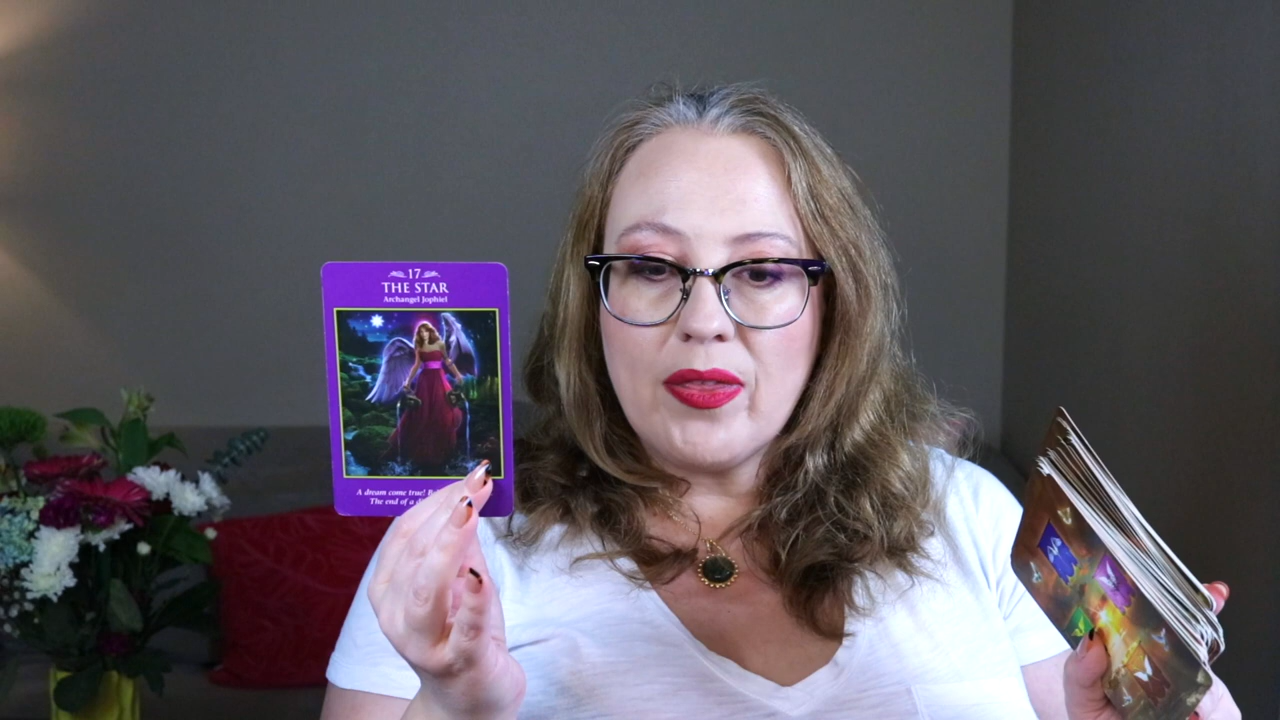 17
THE STAR
Archangel Jophiel
A dream come true!
The end of a